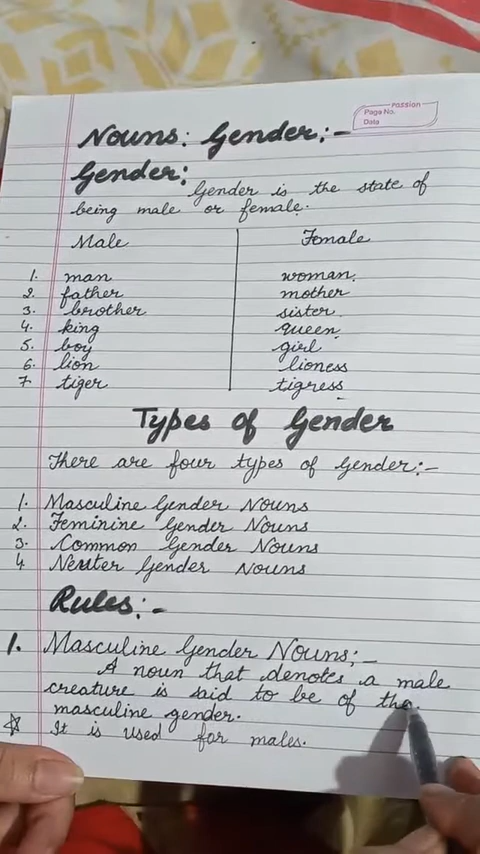 Passion
Page No.
Data
Nouns: Gender:-
Gender:
Gender is the state of
being male or female.
Male Female
1. man woman.
2. father mother
3. brother sister
4. king queen
5. boy girl
6. lion lioness
7 tiger tigress
Types of Gender
There are four types of Gender:-
1. Masculine Gender Nouns
2. Feminine Gender Nouns
3. Common Gender Nouns
4 Neuter Gender Nouns
Rules:-
1. Masculine Gender Nouns:-
A noun that denotes a male
creature is said to be of the
masculine gender.
☆ It is used for males.